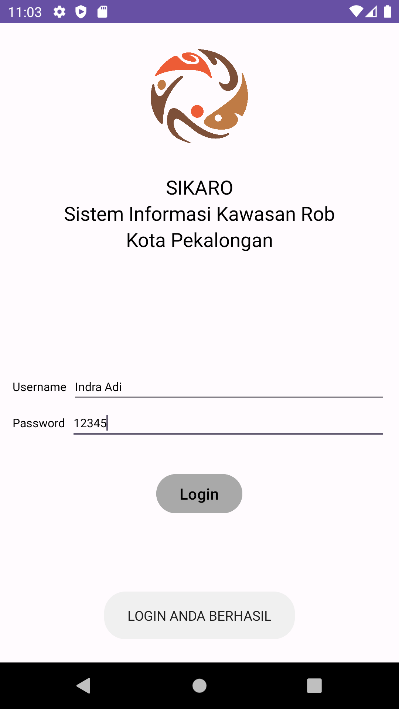 11:03
SIKARO
Sistem Informasi Kawasan Rob
Kota Pekalongan
Username Indra Adi
Password 12345
Login
LOGIN ANDA BERHASIL